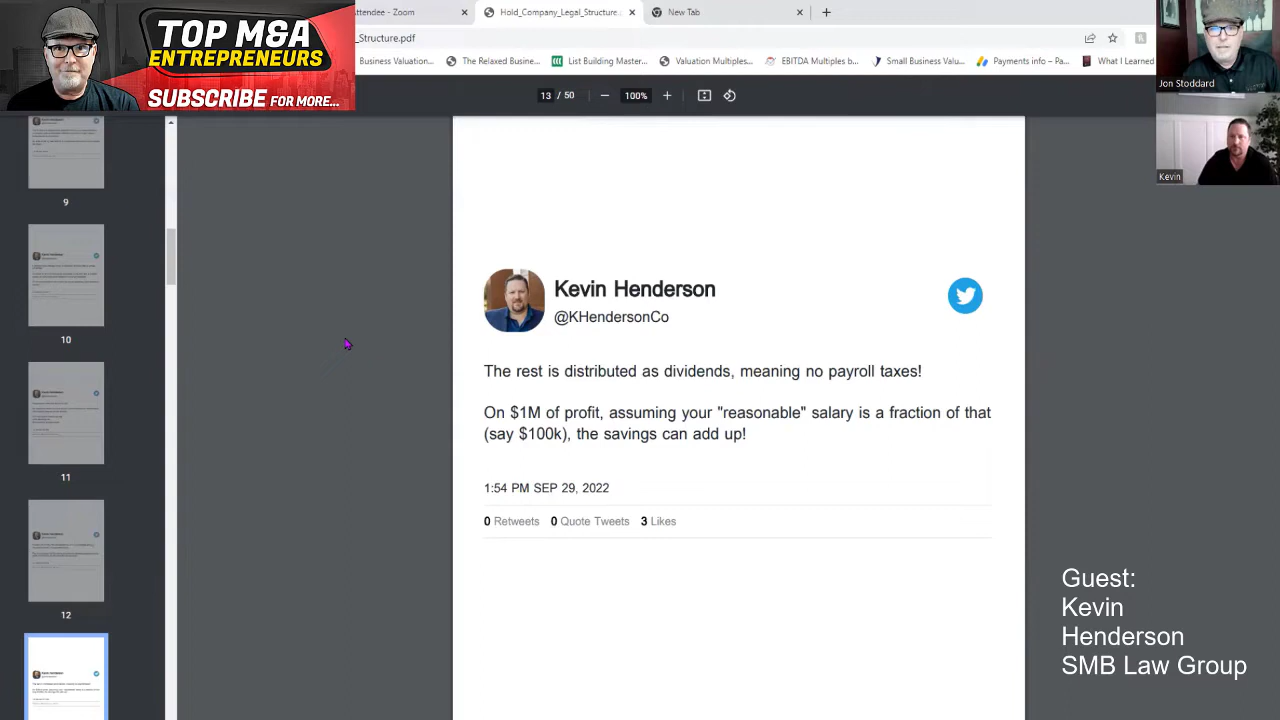 TOP M&A
ENTREPRENEURS
SUBSCRIBE FOR MORE...
ttendee - Zoom
Hold_Company_Legal_Structure.
New Tab
_Structure.pdf
Business Valuation...
The Relaxed Busine...
List Building Master...
Valuation Multiples...
EBITDA Multiples b...
Small Business Valu...
Payments info – Pa...
What I Learned
13 / 50
100%
Jon Stoddard
Kevin
9
10
11
12
Kevin Henderson
@KHendersonCo
The rest is distributed as dividends, meaning no payroll taxes!
On $1M of profit, assuming your "reasonable" salary is a fraction of that
(say $100k), the savings can add up!
1:54 PM SEP 29, 2022
0 Retweets 0 Quote Tweets 3 Likes
Guest:
Kevin
Henderson
SMB Law Group